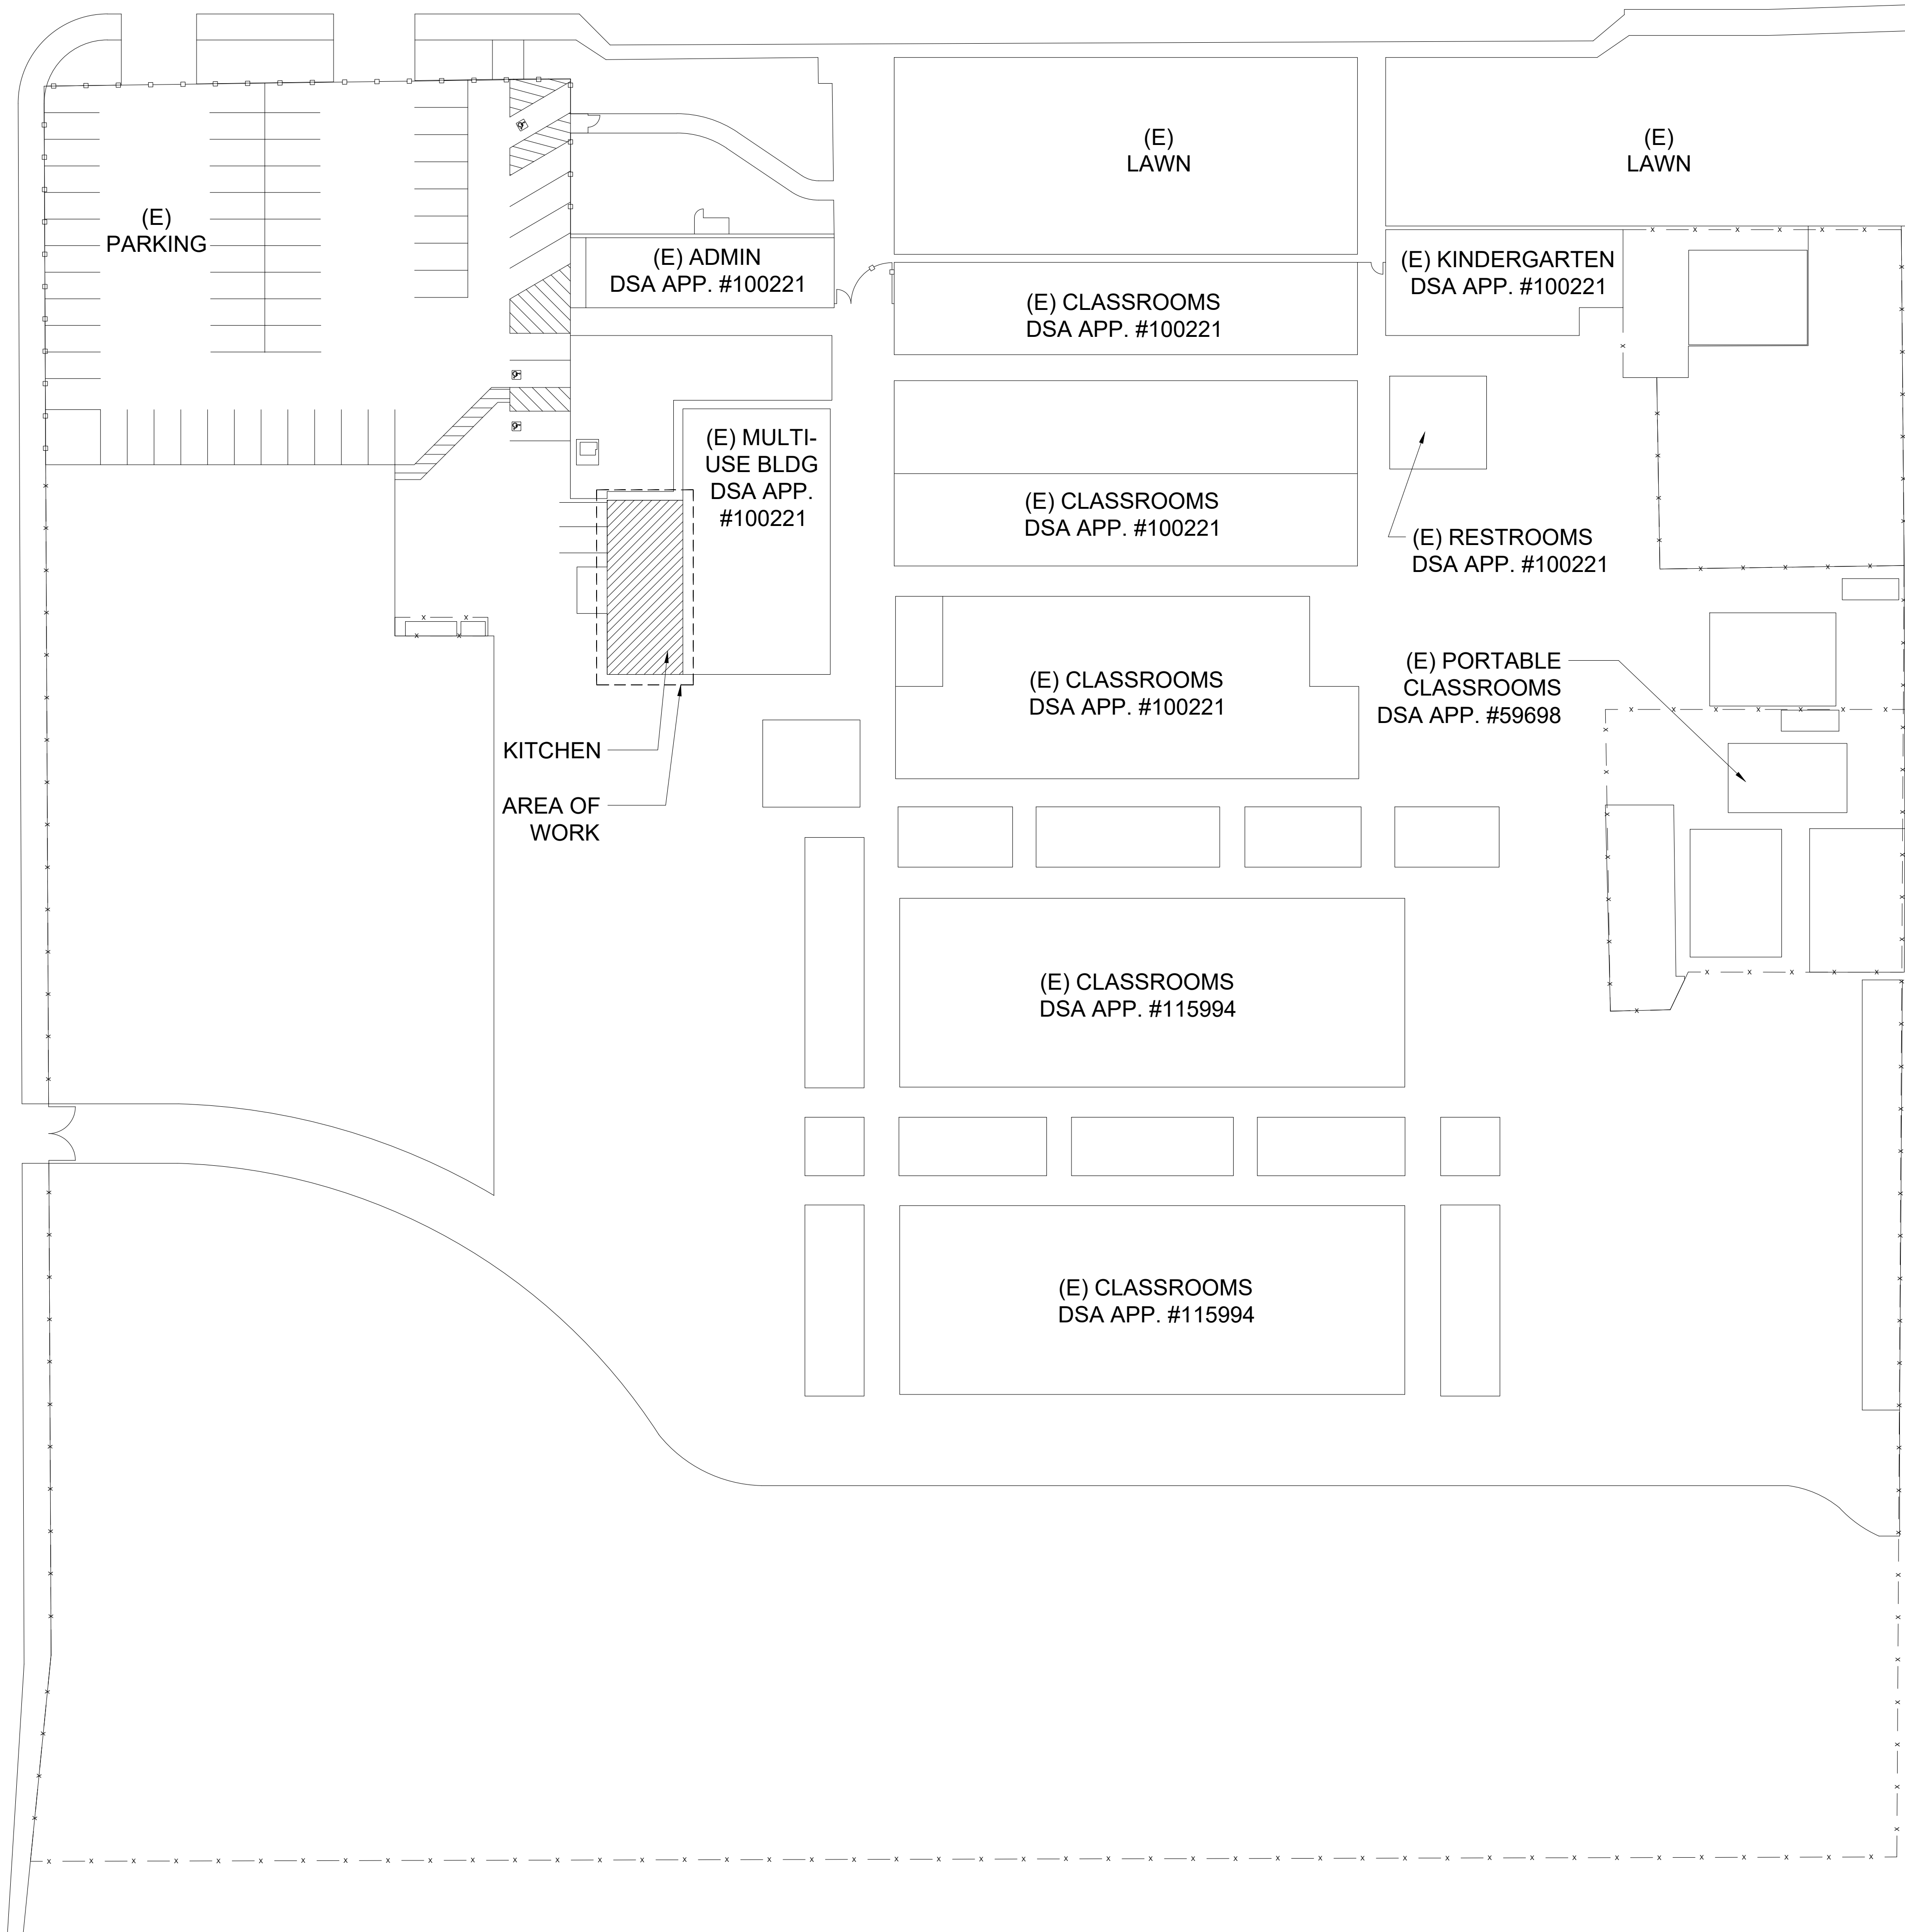 (E)
LAWN
(E)
LAWN
(E)
PARKING
(E) ADMIN
DSA APP. #100221
(E) CLASSROOMS
DSA APP. #100221
(E) KINDERGARTEN
DSA APP. #100221
(E) MULTI-
USE BLDG
DSA APP.
#100221
(E) CLASSROOMS
DSA APP. #100221
(E) RESTROOMS
DSA APP. #100221
(E) CLASSROOMS
DSA APP. #100221
(E) PORTABLE
CLASSROOMS
DSA APP. #59698
KITCHEN
AREA OF
WORK
(E) CLASSROOMS
DSA APP. #115994
(E) CLASSROOMS
DSA APP. #115994